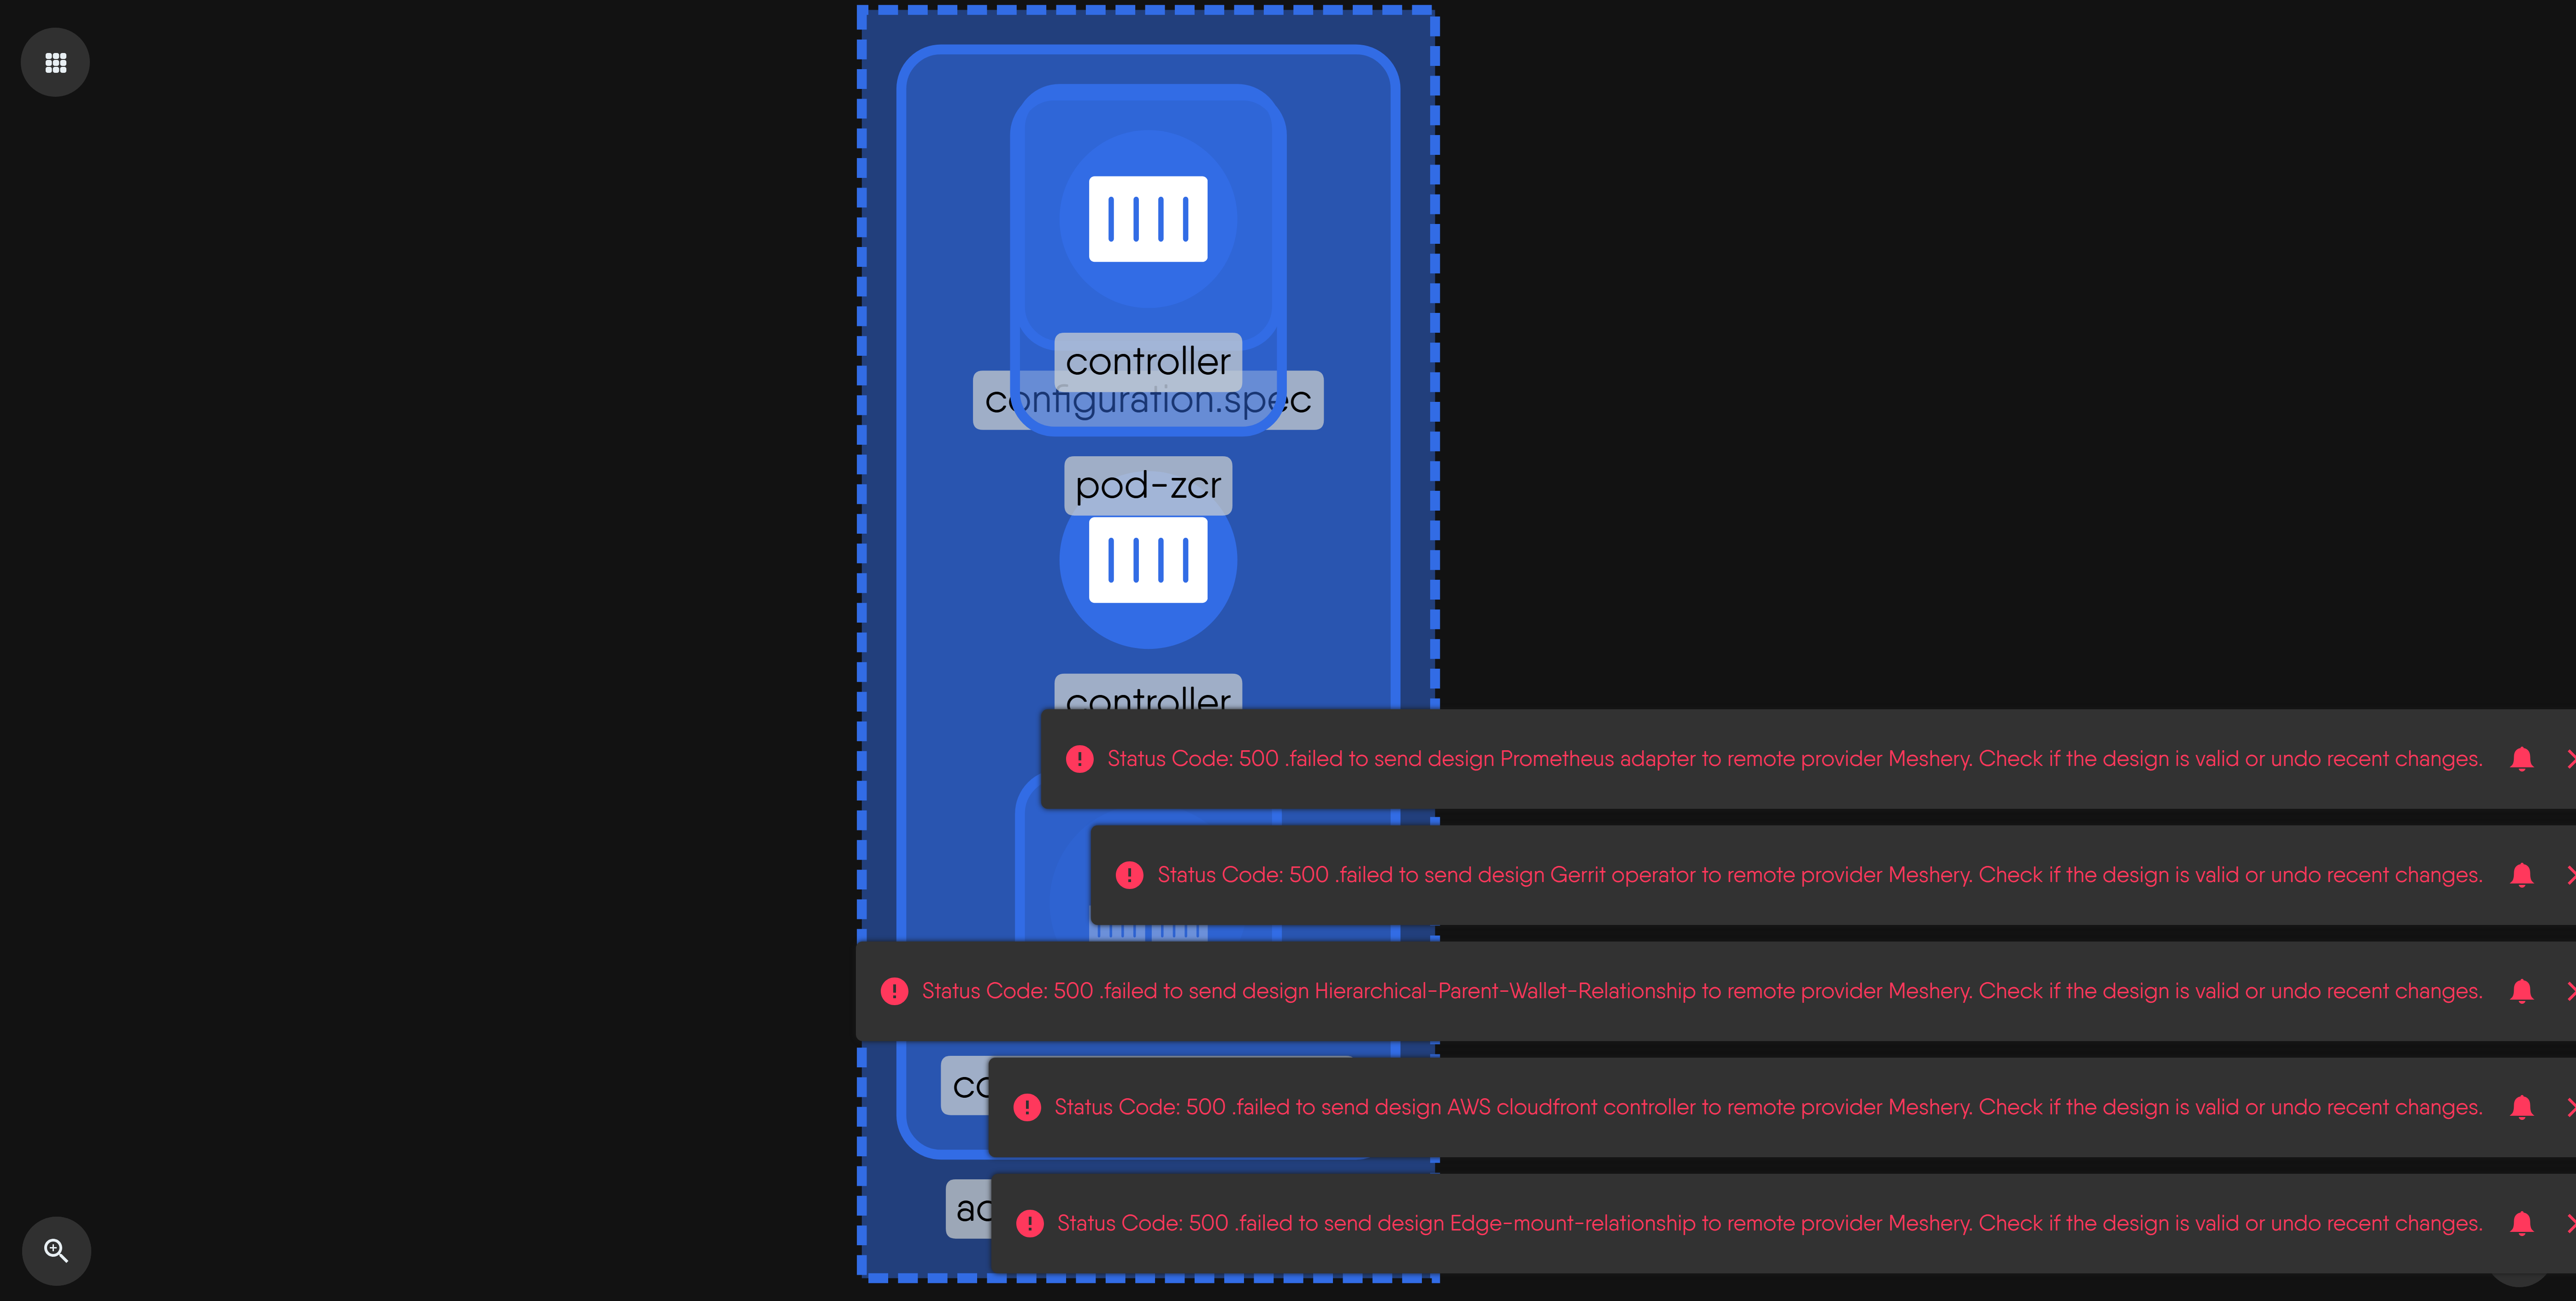 controller
configuration.spec
pod-zcr
controller
Status Code: 500 .failed to send design Prometheus adapter to remote provider Meshery. Check if the design is valid or undo recent changes.
Status Code: 500 .failed to send design Gerrit operator to remote provider Meshery. Check if the design is valid or undo recent changes.
Status Code: 500 .failed to send design Hierarchical-Parent-Wallet-Relationship to remote provider Meshery. Check if the design is valid or undo recent changes.
Status Code: 500 .failed to send design AWS cloudfront controller to remote provider Meshery. Check if the design is valid or undo recent changes.
Status Code: 500 .failed to send design Edge-mount-relationship to remote provider Meshery. Check if the design is valid or undo recent changes.